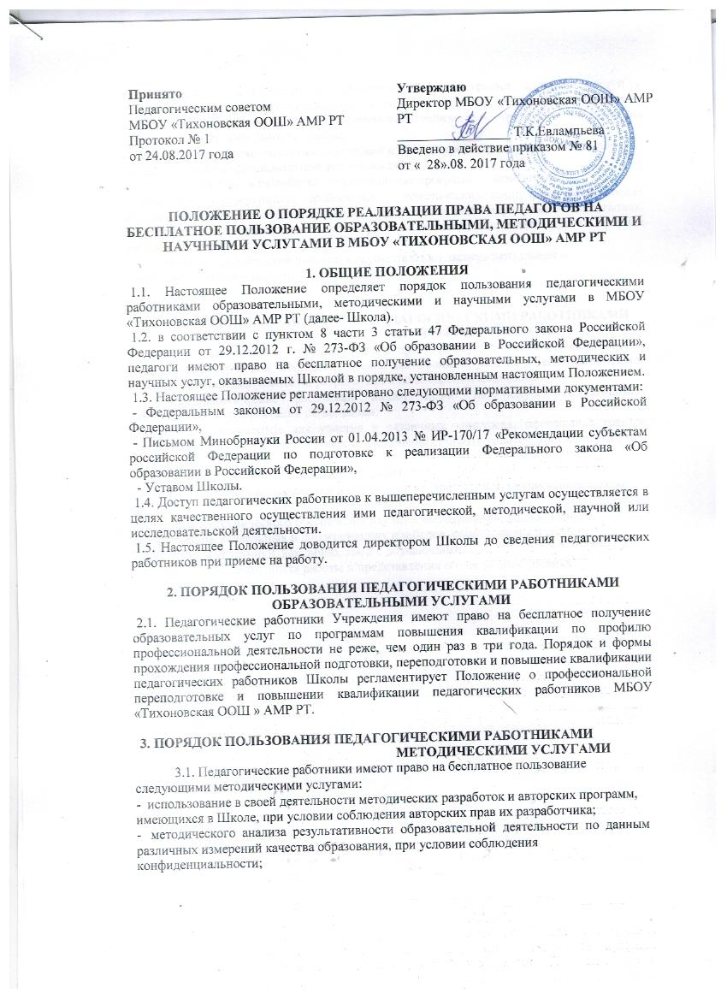 Принято
Педагогическим советом
МБОУ «Тихоновская ООШ» АМР РТ
Протокол № 1
от 24.08.2017 года
Утверждаю
Директор МБОУ «Тихоновская ООШ» АМР
РТ
_________________ Т.К.Евлампьева
Введено в действие приказом № 81
от « 28».08. 2017 года
ПОЛОЖЕНИЕ О ПОРЯДКЕ РЕАЛИЗАЦИИ ПРАВА ПЕДАГОГОВ НА
БЕСПЛАТНОЕ ПОЛЬЗОВАНИЕ ОБРАЗОВАТЕЛЬНЫМИ, МЕТОДИЧЕСКИМИ И
НАУЧНЫМИ УСЛУГАМИ В МБОУ «ТИХОНОВСКАЯ ООШ» АМР РТ
1. ОБЩИЕ ПОЛОЖЕНИЯ
1.1. Настоящее Положение определяет порядок пользования педагогическими
работниками образовательными, методическими и научными услугами в МБОУ
«Тихоновская ООШ» АМР РТ (далее- Школа).
1.2. в соответствии с пунктом 8 части 3 статьи 47 Федерального закона Российской
Федерации от 29.12.2012 г. № 273-ФЗ «Об образовании в Российской Федерации»,
педагоги имеют право на бесплатное получение образовательных, методических и
научных услуг, оказываемых Школой в порядке, установленным настоящим Положением.
1.3. Настоящее Положение регламентировано следующими нормативными документами:
- Федеральным законом от 29.12.2012 № 273-ФЗ «Об образовании в Российской
Федерации»,
- Письмом Минобрнауки России от 01.04.2013 № ИР-170/17 «Рекомендации субъектам
российской Федерации по подготовке к реализации Федерального закона «Об
образовании в Российской Федерации»,
- Уставом Школы.
1.4. Доступ педагогических работников к вышеперечисленным услугам осуществляется в
целях качественного осуществления ими педагогической, методической, научной или
исследовательской деятельности.
1.5. Настоящее Положение доводится директором Школы до сведения педагогических
работников при приеме на работу.
2. ПОРЯДОК ПОЛЬЗОВАНИЯ ПЕДАГОГИЧЕСКИМИ РАБОТНИКАМИ
ОБРАЗОВАТЕЛЬНЫМИ УСЛУГАМИ
2.1. Педагогические работники Учреждения имеют право на бесплатное получение
образовательных услуг по программам повышения квалификации по профилю
профессиональной деятельности не реже, чем один раз в три года. Порядок и формы
прохождения профессиональной подготовки, переподготовки и повышение квалификации
педагогических работников Школы регламентирует Положение о профессиональной
переподготовке и повышении квалификации педагогических работников МБОУ
«Тихоновская ООШ » АМР РТ.
3. ПОРЯДОК ПОЛЬЗОВАНИЯ ПЕДАГОГИЧЕСКИМИ РАБОТНИКАМИ
МЕТОДИЧЕСКИМИ УСЛУГАМИ
3.1. Педагогические работники имеют право на бесплатное пользование
следующими методическими услугами:
- использование в своей деятельности методических разработок и авторских программ,
имеющихся в Школе, при условии соблюдения авторских прав их разработчика;
- методического анализа результативности образовательной деятельности по данным
различных измерений качества образования, при условии соблюдения
конфиденциальности;